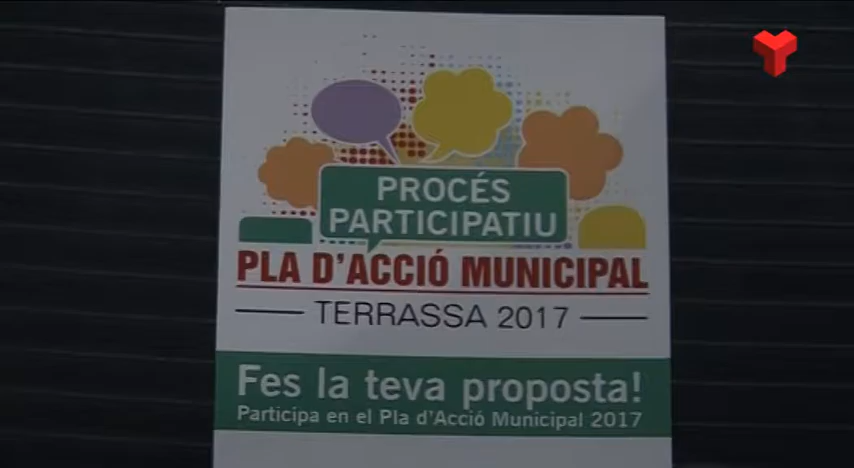 PROCÉS
PARTICIPATIU
PLA D'ACCIÓ MUNICIPAL
TERRASSA 2017
Fes la teva proposta!
Participa en el Pla d'Acció Municipal 2017